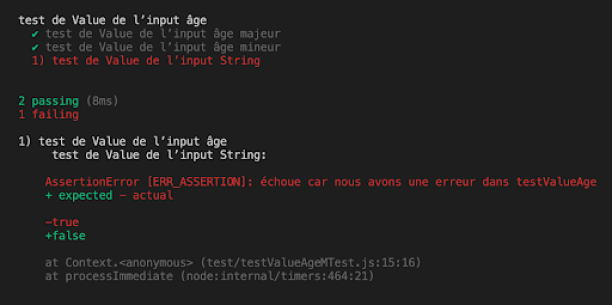 test de Value de l’input âge
✔ test de Value de l’input âge majeur
✔ test de Value de l’input âge mineur
1) test de Value de l’input String
2 passing (8ms)
1 failing
1) test de Value de l’input âge
test de Value de l’input String:
AssertionError [ERR_ASSERTION]: échoue car nous avons une erreur dans testValueAge
+ expected - actual
-true
+false
at Context.<anonymous> (test/testValueAgeMTest.js:15:16)
at processImmediate (node:internal/timers:464:21)